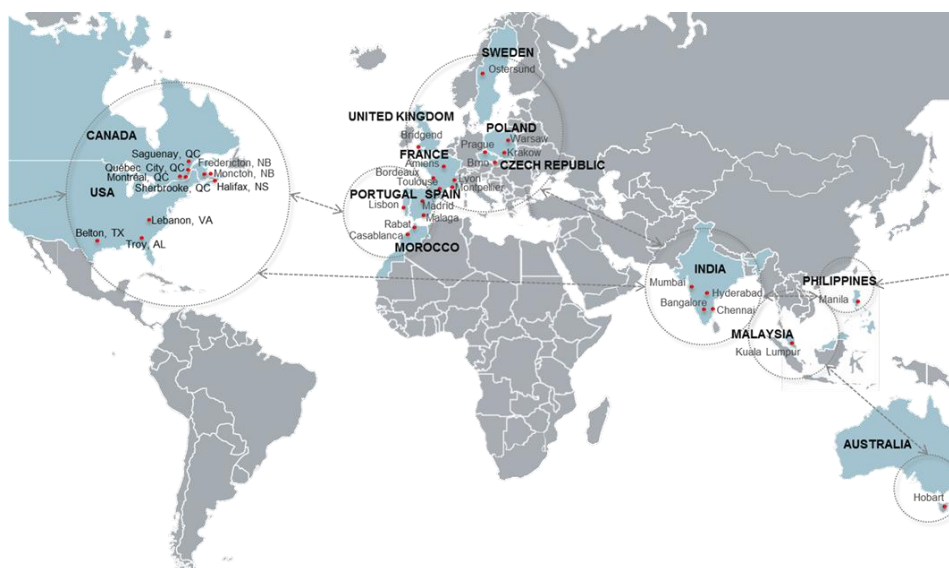 SWEDEN
Ostersund
UNITED KINGDOM
Bridgend
POLAND
Warsaw
Prague
Krakow
Brno
CZECH REPUBLIC
FRANCE
Amiens
Bordeaux
Lyon
Toulouse
Montpellier
PORTUGAL
SPAIN
Lisbon
Madrid
Malaga
Rabat
Casablanca
MOROCCO
CANADA
Saguenay, QC
Québec City, QC
Fredericton, NB
Montréal, QC
Moncton, NB
Sherbrooke, QC
Halifax, NS
USA
Lebanon, VA
Belton, TX
Troy, AL
INDIA
Mumbai
Hyderabad
Bangalore
Chennai
PHILIPPINES
Manila
MALAYSIA
Kuala Lumpur
AUSTRALIA
Hobart